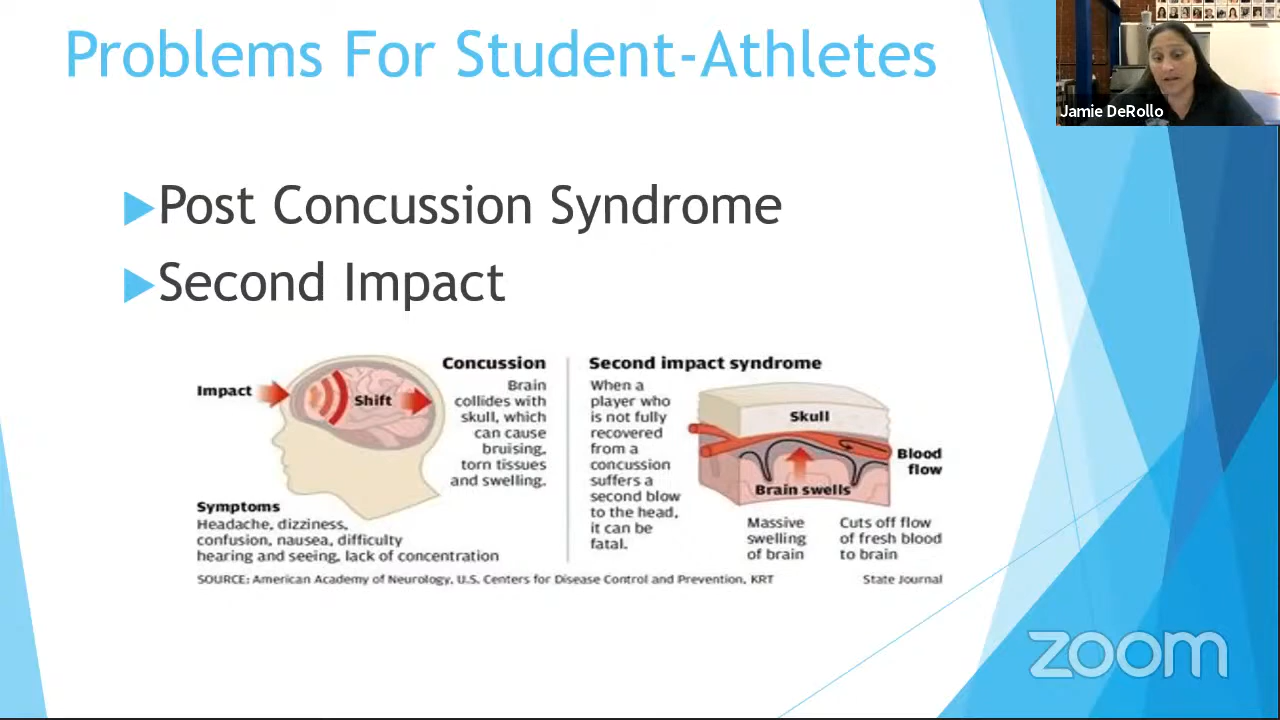 Problems For Student-Athletes
Jamie DeRollo
Post Concussion Syndrome
Second Impact
Impact
Shift
Concussion
Brain
collides with
skull, which
can cause
bruising,
torn tissues
and swelling.
Symptoms
Headache, dizziness,
confusion, nausea, difficulty
hearing and seeing, lack of concentration
Second impact syndrome
When a
player who
is not fully
recovered
from a
concussion
suffers a
second blow
to the head,
it can be
fatal.
Skull
Blood
flow
Brain swells
Massive
swelling
of brain
Cuts off flow
of fresh blood
to brain
SOURCE: American Academy of Neurology, U.S. Centers for Disease Control and Prevention, KRT
State Journal
zoom